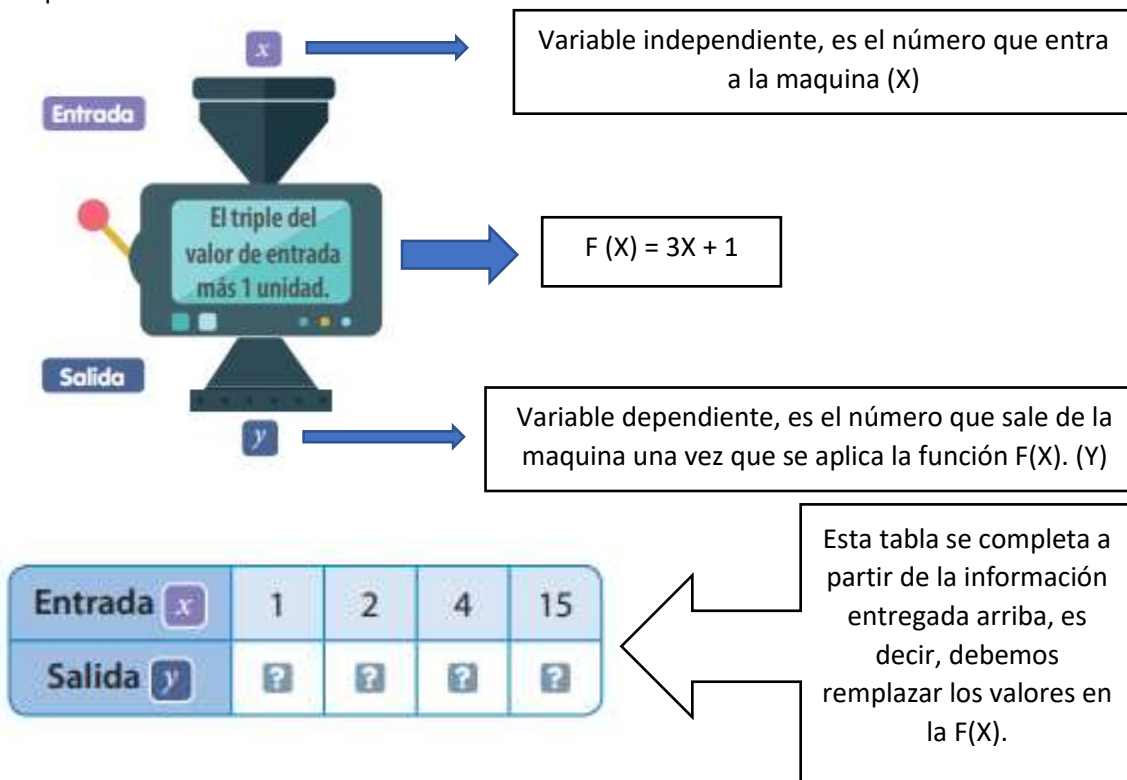 x
Variable independiente, es el número que entra
a la maquina (X)
Entrada
El triple del
valor de entrada
más 1 unidad.
F (X) = 3X + 1
Salida
y
Variable dependiente, es el número que sale de la
maquina una vez que se aplica la función F(X). (Y)
Entrada x 1 2 4 15
Salida y ? ? ? ?
Esta tabla se completa a
partir de la información
entregada arriba, es
decir, debemos
remplazar los valores en
la F(X).